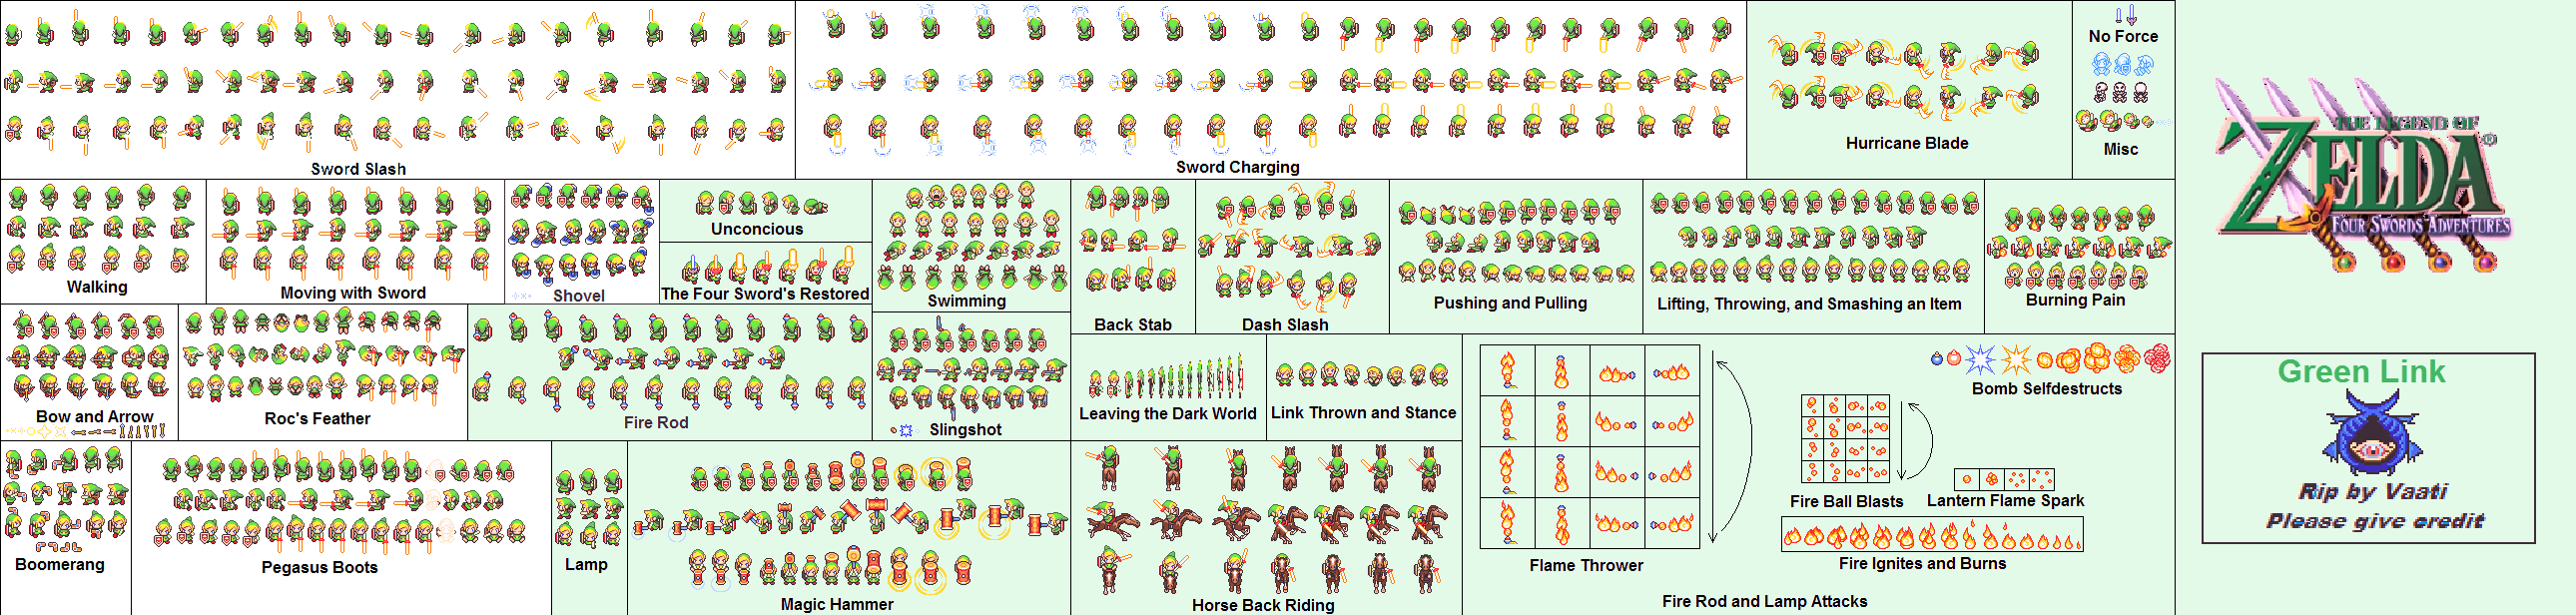 No Force
Misc
Hurricane Blade
Sword Slash
Sword Charging
THE LEGEND OF
ZELDA®
FOUR SWORDS ADVENTURES
Walking
Moving with Sword
Shovel
Unconcious
The Four Sword's Restored
Swimming
Back Stab
Dash Slash
Pushing and Pulling
Lifting, Throwing, and Smashing an Item
Burning Pain
Bow and Arrow
Roc's Feather
Fire Rod
Slingshot
Leaving the Dark World
Link Thrown and Stance
Bomb Selfdestructs
Green Link
Rip by Vaati
Please give credit
Fire Ball Blasts
Lantern Flame Spark
Fire Ignites and Burns
Flame Thrower
Fire Rod and Lamp Attacks
Boomerang
Pegasus Boots
Lamp
Magic Hammer
Horse Back Riding